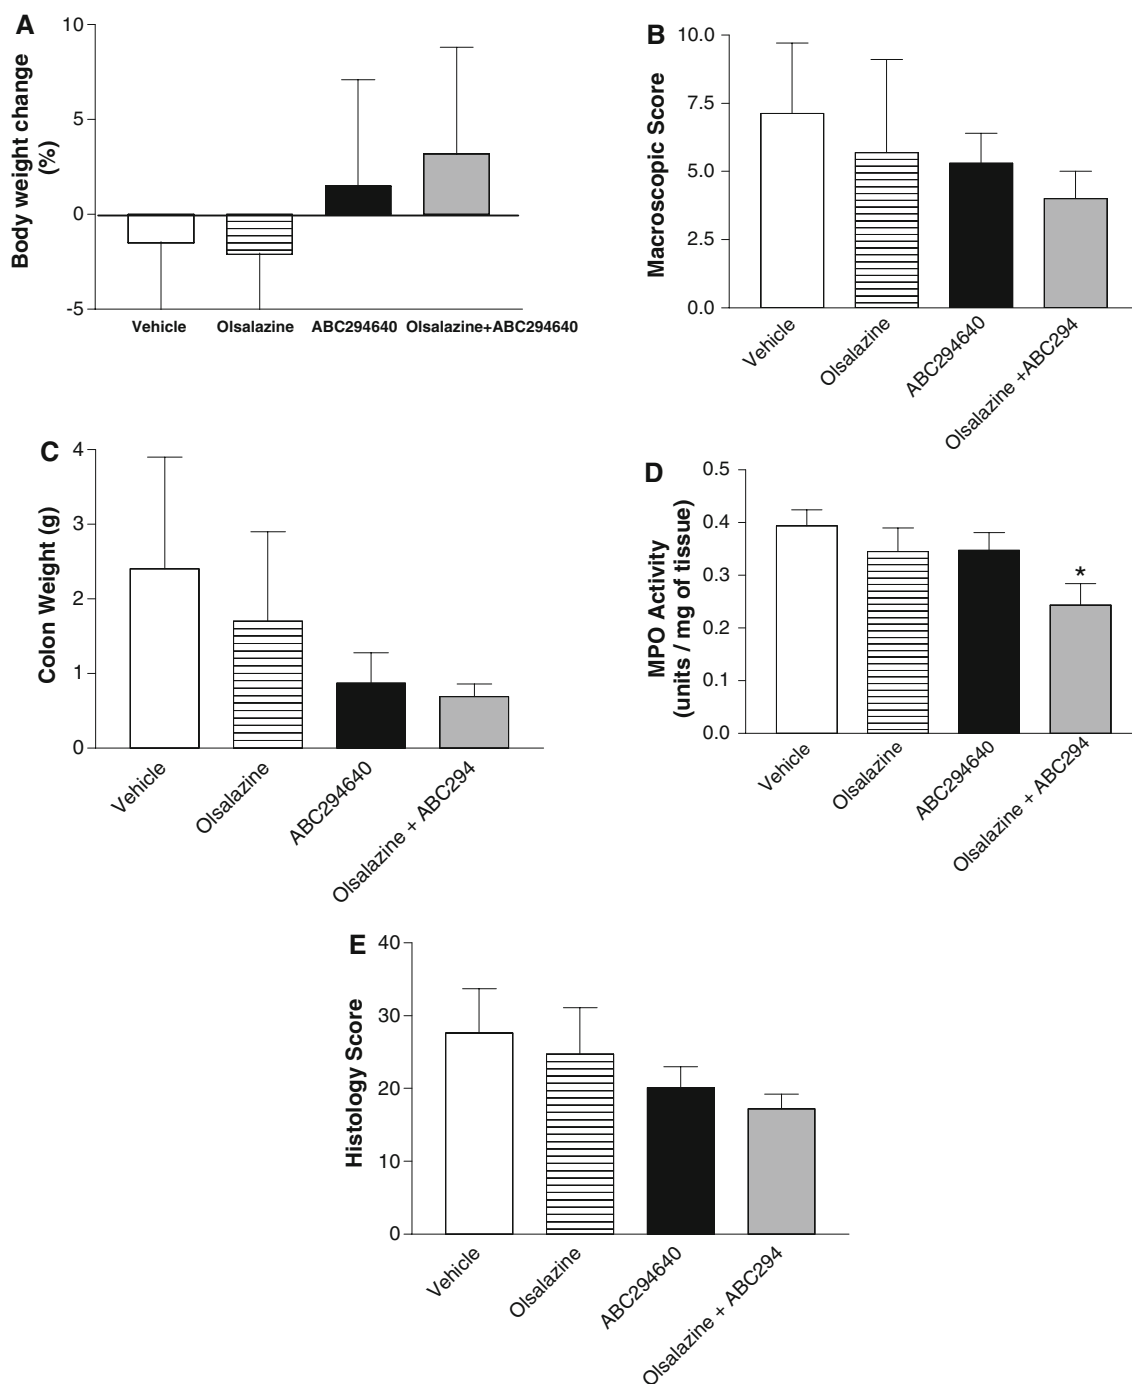 A
Body weight change
(%)
10
5
0
-5
Vehicle
Olsalazine
ABC294640
Olsalazine+ABC294640
B
Macroscopic Score
10.0
7.5
5.0
2.5
0.0
Vehicle
Olsalazine
ABC294640
Olsalazine +ABC294
C
Colon Weight (g)
4
3
2
1
0
Vehicle
Olsalazine
ABC294640
Olsalazine + ABC294
D
MPO Activity
(units / mg of tissue)
0.5
0.4
0.3
0.2
0.1
0.0
*
Vehicle
Olsalazine
ABC294640
Olsalazine + ABC294
E
Histology Score
40
30
20
10
0
Vehicle
Olsalazine
ABC294640
Olsalazine + ABC294